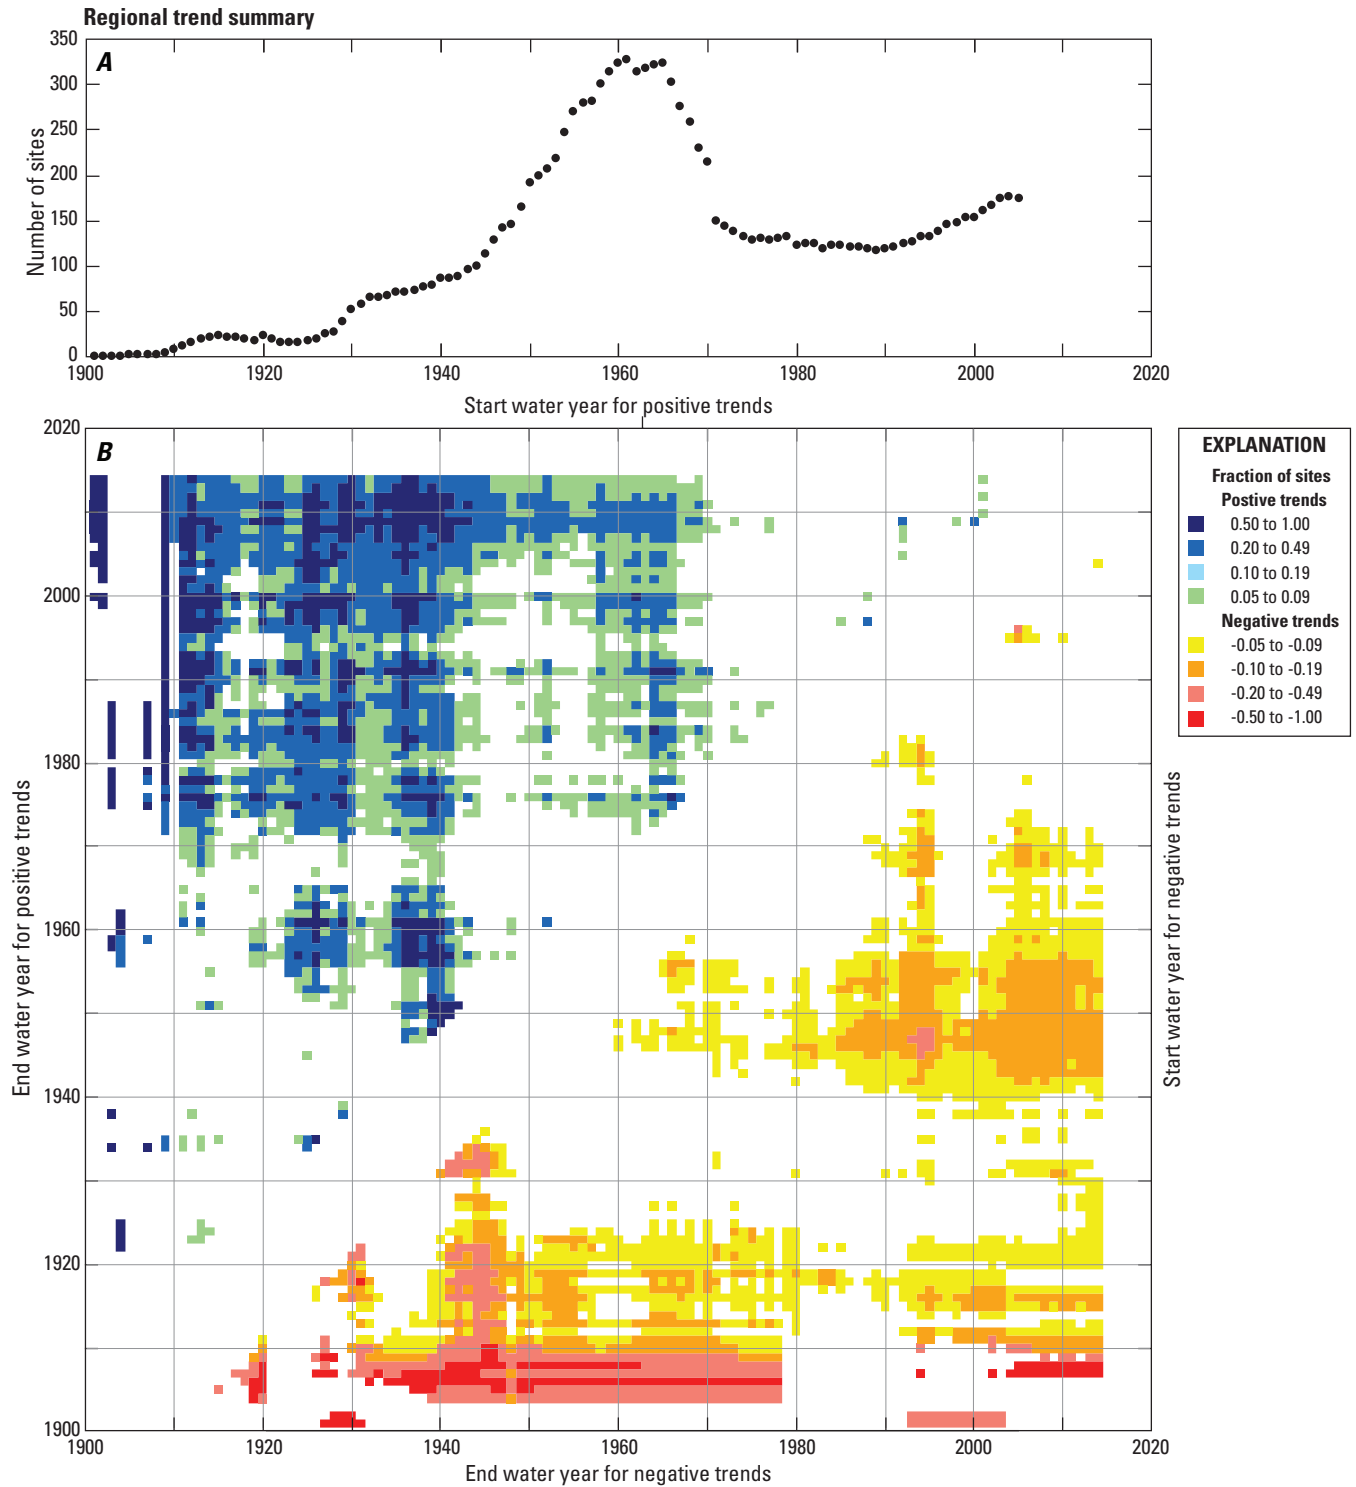 Regional trend summary
A
350
300
250
200
150
100
50
0
Number of sites
1900 1920 1940 1960 1980 2000 2020
Start water year for positive trends
B
2020
2000
1980
1960
1940
1920
1900
End water year for positive trends
Start water year for negative trends
1900 1920 1940 1960 1980 2000 2020
End water year for negative trends
EXPLANATION
Fraction of sites
Postive trends
0.50 to 1.00
0.20 to 0.49
0.10 to 0.19
0.05 to 0.09
Negative trends
-0.05 to -0.09
-0.10 to -0.19
-0.20 to -0.49
-0.50 to -1.00